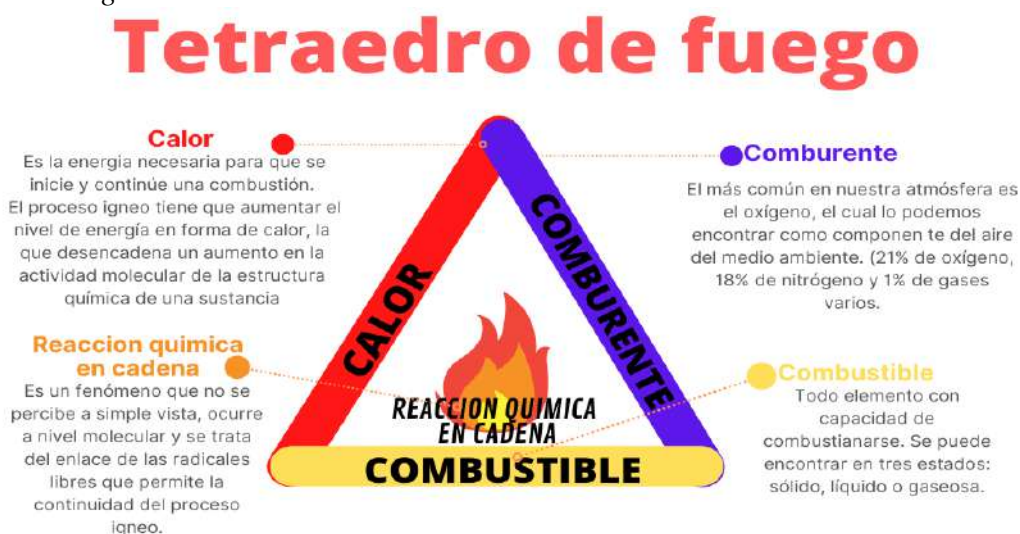 Tetraedro de fuego
Calor
Es la energia necesaria para que se
inicie y continúe una combustión.
El proceso igneo tiene que aumentar el
nivel de energía en forma de calor, la
que desencadena un aumento en la
actividad molecular de la estructura
química de una sustancia
Comburente
El más común en nuestra atmósfera es
el oxígeno, el cual lo podemos
encontrar como componen te del aire
del medio ambiente. (21% de oxígeno,
18% de nitrógeno y 1% de gases
varios.
CALOR
COMBURENTE
Reaccion quimica
en cadena
Es un fenómeno que no se
percibe a simple vista, ocurre
a nivel molecular y se trata
del enlace de las radicales
libres que permite la
continuidad del proceso
igneo.
REACCION QUIMICA
EN CADENA
COMBUSTIBLE
Combustible
Todo elemento con
capacidad de
combustianarse. Se puede
encontrar en tres estados:
sólido, líquido o gaseosa.